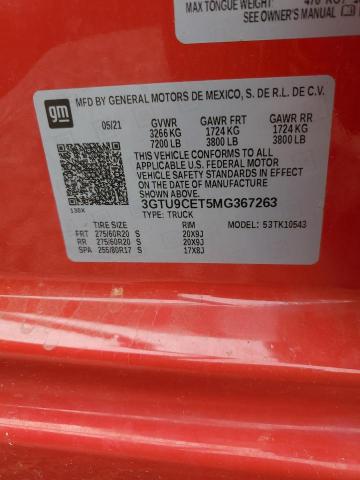 MAX TONGUE WEIGHT:
SEE OWNER'S MANUAL
gm
MFD BY GENERAL MOTORS DE MEXICO, S. DE R.L. DE C.V.
05/21 GVWR GAWR FRT GAWR RR
3266 KG 1724 KG 1724 KG
7200 LB 3800 LB 3800 LB
THIS VEHICLE CONFORMS TO ALL
APPLICABLE U.S. FEDERAL MOTOR
VEHICLE SAFETY STANDARDS IN EFFECT
ON THE DATE OF MANUFACTURE
SHOWN ABOVE.
3GTU9CET5MG367263
TYPE: TRUCK MODEL: 53TK10543
TIRE SIZE RIM
FRT 275/60R20 S 20X9J
RR 275/60R20 S 20X9J
SPA 255/80R17 S 17X8J